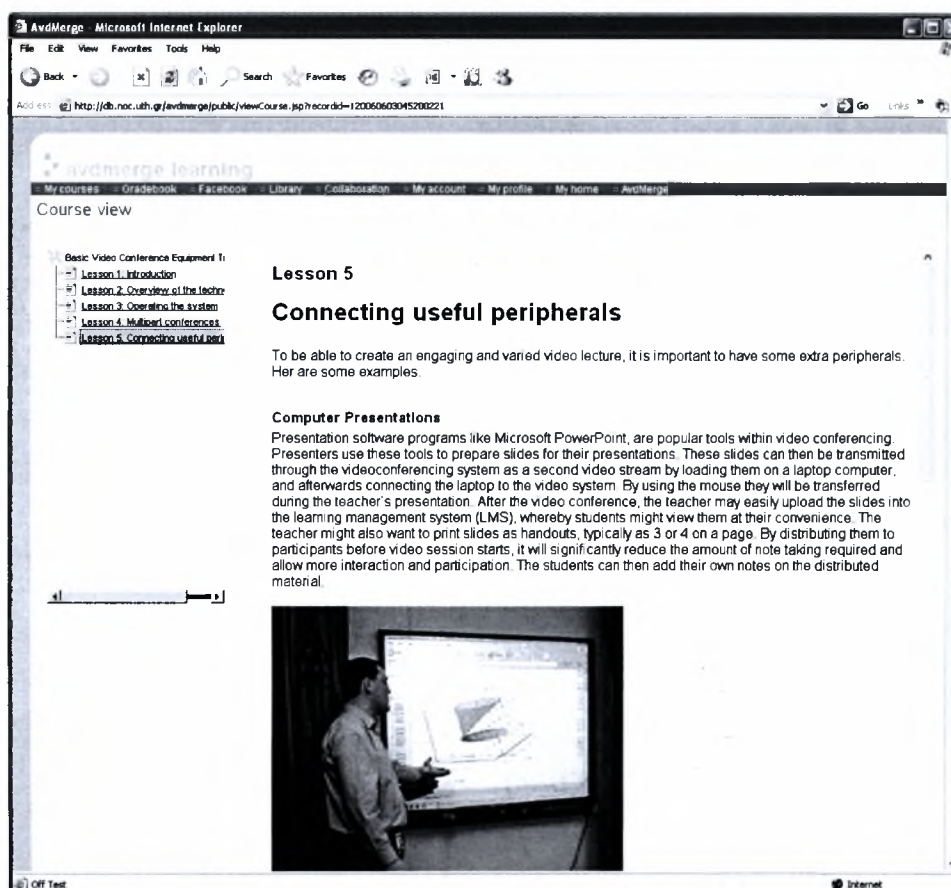 AvdMerge - Microsoft Internet Explorer
File Edit View Favorites Tools Help
Back Search Favorites
Address http://db.noc.uth.gr/avdmerge/public/viewCourse.jsp?recordid=120060603045200221 Go Links »
avdmerge learning
My courses Gradebook Facebook Library Collaboration My account My profile My home AvdMerge
Course view
Basic Video Conference Equipment Tr
Lesson 1. Introduction
Lesson 2. Overview of the techn
Lesson 3. Operating the system
Lesson 4. Multipart conferences
Lesson 5. Connecting useful peri
Lesson 5
Connecting useful peripherals
To be able to create an engaging and varied video lecture, it is important to have some extra peripherals.
Her are some examples.
Computer Presentations
Presentation software programs like Microsoft PowerPoint, are popular tools within video conferencing.
Presenters use these tools to prepare slides for their presentations. These slides can then be transmitted
through the videoconferencing system as a second video stream by loading them on a laptop computer,
and afterwards connecting the laptop to the video system. By using the mouse they will be transferred
during the teacher's presentation. After the video conference, the teacher may easily upload the slides into
the learning management system (LMS), whereby students might view them at their convenience. The
teacher might also want to print slides as handouts, typically as 3 or 4 on a page. By distributing them to
participants before video session starts, it will significantly reduce the amount of note taking required and
allow more interaction and participation. The students can then add their own notes on the distributed
material.
Off Test Internet